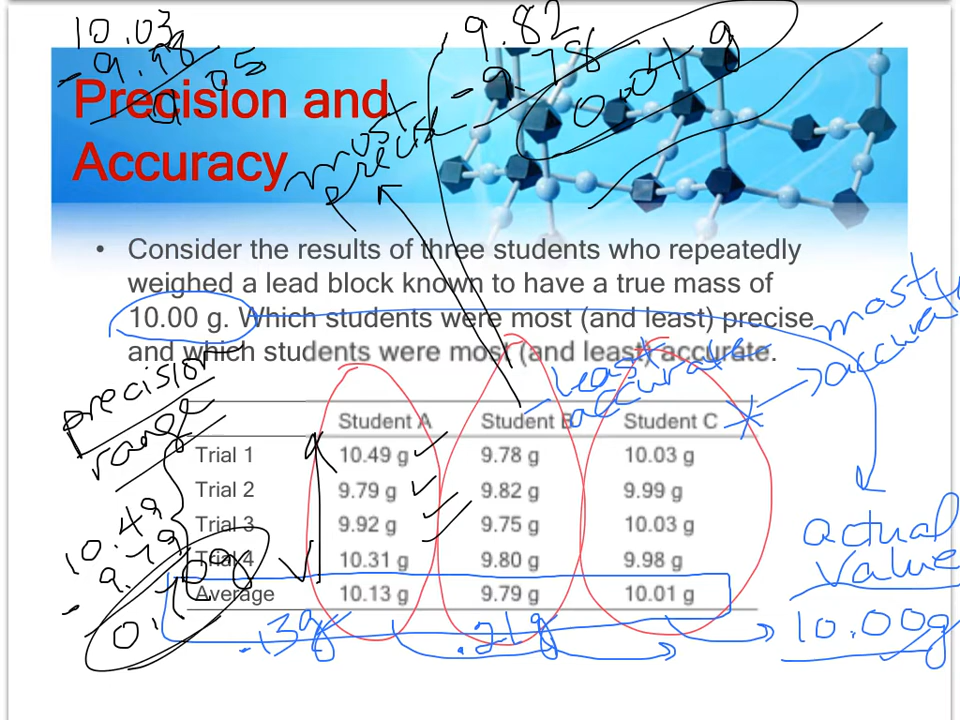 10.03
- 9.98
0.05
9.82
- 9.78
0.04 g
Precision and
Accuracy
most
precise
• Consider the results of three students who repeatedly
weighed a lead block known to have a true mass of
10.00 g. Which students were most (and least) precise
and which students were most (and least) accurate.
most
accurate
least
accurate
precision
range
Student A Student B Student C
Trial 1 10.49 g 9.78 g 10.03 g
Trial 2 9.79 g 9.82 g 9.99 g
Trial 3 9.92 g 9.75 g 10.03 g
Trial 4 10.31 g 9.80 g 9.98 g
Average 10.13 g 9.79 g 10.01 g
10.49
- 9.79
.13g .21g
actual
value
10.00g